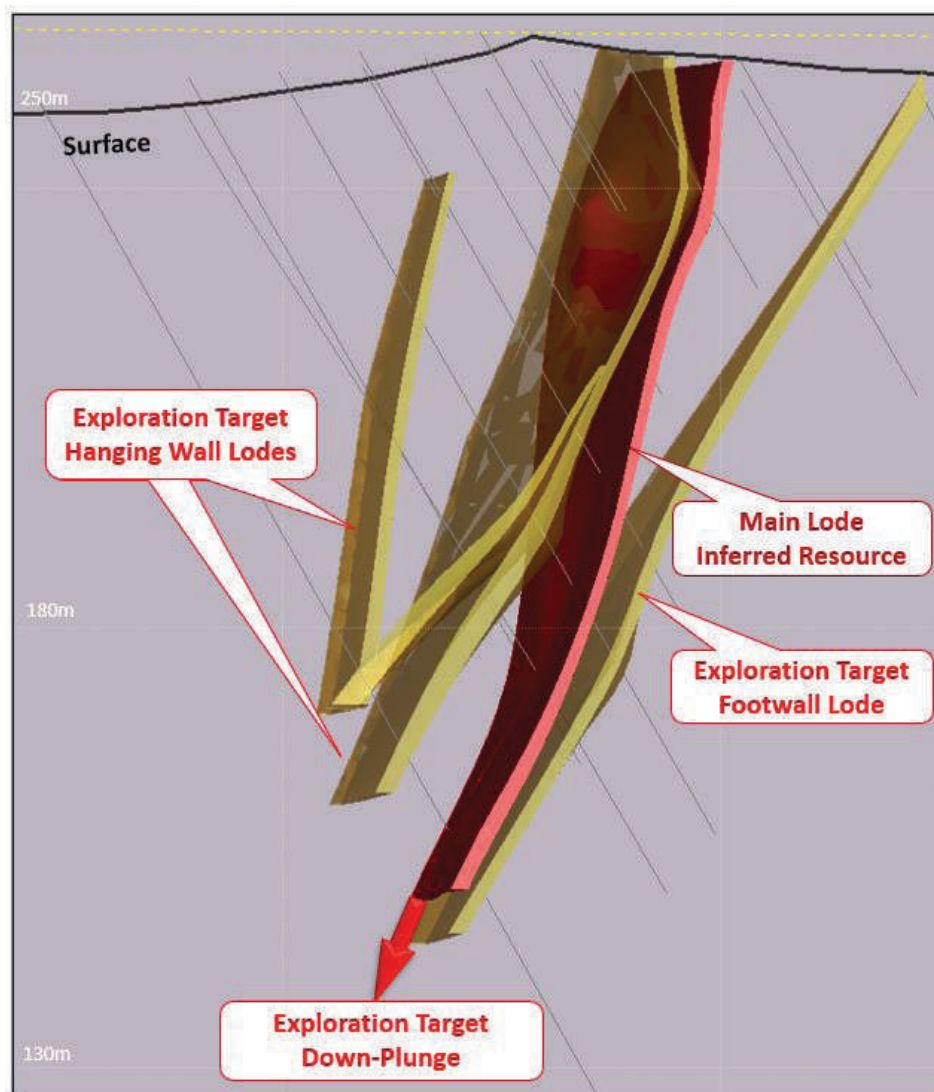 250m
Surface
Exploration Target
Hanging Wall Lodes
Main Lode
Inferred Resource
180m
Exploration Target
Footwall Lode
Exploration Target
Down-Plunge
130m